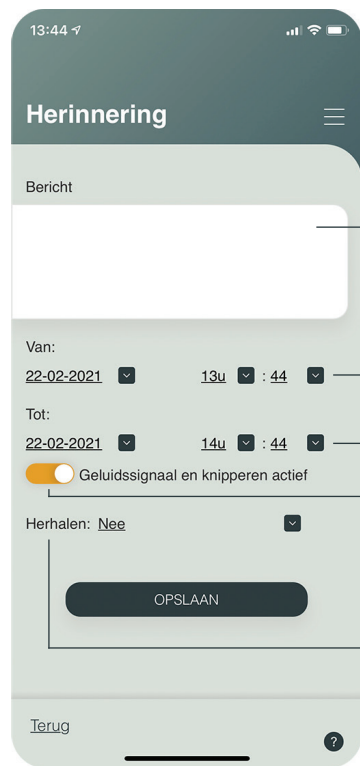 13:44
Herinnering
Bericht
Van:
22-02-2021 13u : 44
Tot:
22-02-2021 14u : 44
Geluidssignaal en knipperen actief
Herhalen: Nee
OPSLAAN
Terug
?